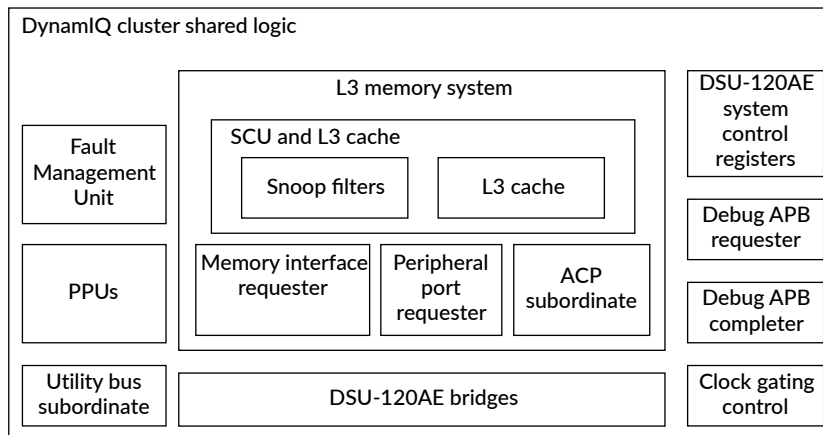 DynamIQ cluster shared logic
L3 memory system
SCU and L3 cache
Snoop filters
L3 cache
Memory interface
requester
Peripheral
port
requester
ACP
subordinate
Fault
Management
Unit
PPUs
Utility bus
subordinate
DSU-120AE bridges
DSU-120AE
system
control
registers
Debug APB
requester
Debug APB
completer
Clock gating
control